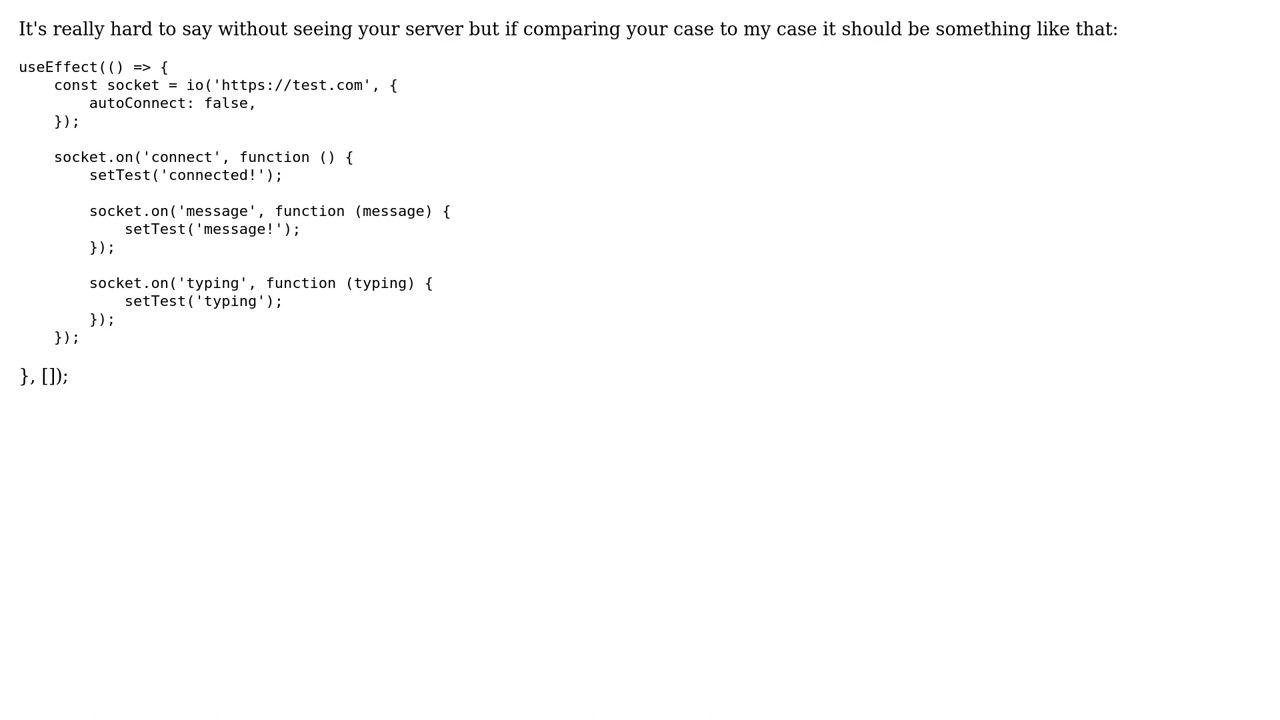 It's really hard to say without seeing your server but if comparing your case to my case it should be something like that:
useEffect(() => {
    const socket = io('https://test.com', {
        autoConnect: false,
    });

    socket.on('connect', function () {
        setTest('connected!');

        socket.on('message', function (message) {
            setTest('message!');
        });

        socket.on('typing', function (typing) {
            setTest('typing');
        });
    });

}, []);